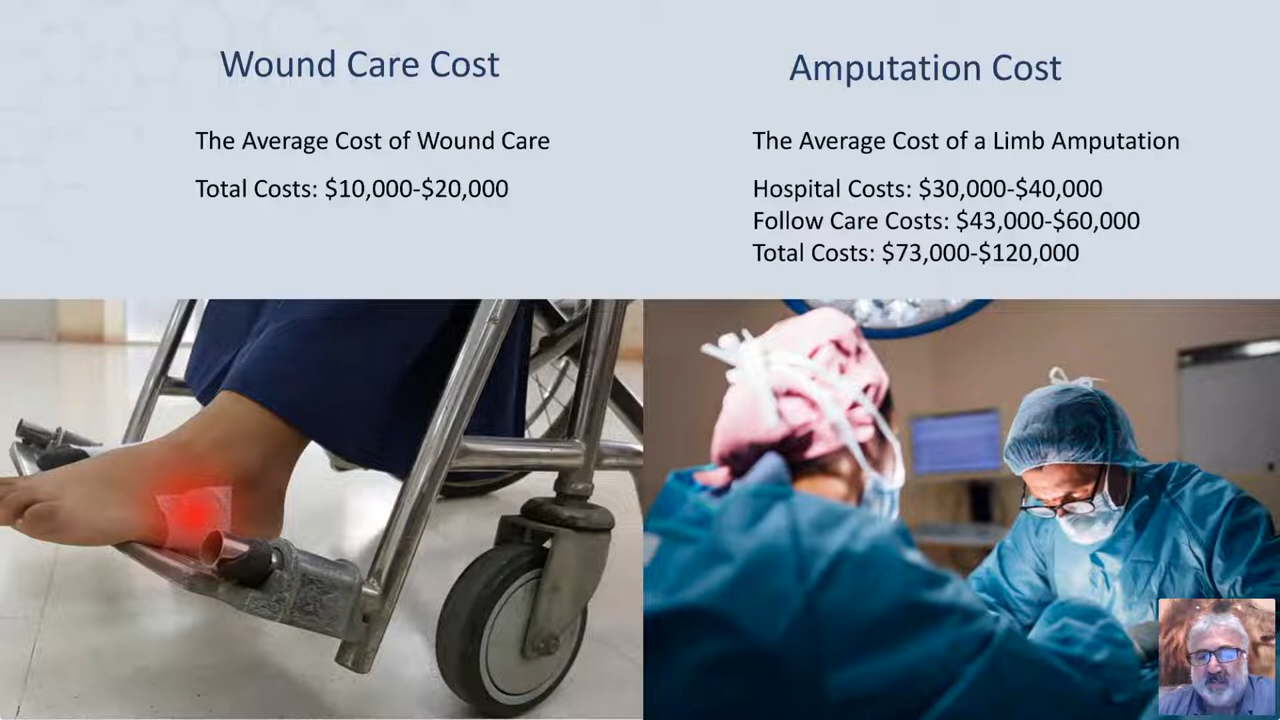 Wound Care Cost
The Average Cost of Wound Care
Total Costs: $10,000-$20,000
Amputation Cost
The Average Cost of a Limb Amputation
Hospital Costs: $30,000-$40,000
Follow Care Costs: $43,000-$60,000
Total Costs: $73,000-$120,000